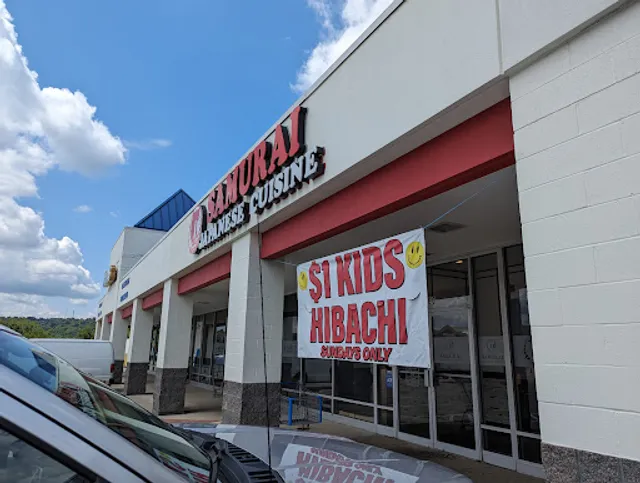 SAMURAI
JAPANESE CUISINE
$1 KIDS
HIBACHI
SUNDAYS ONLY
HIBACHI